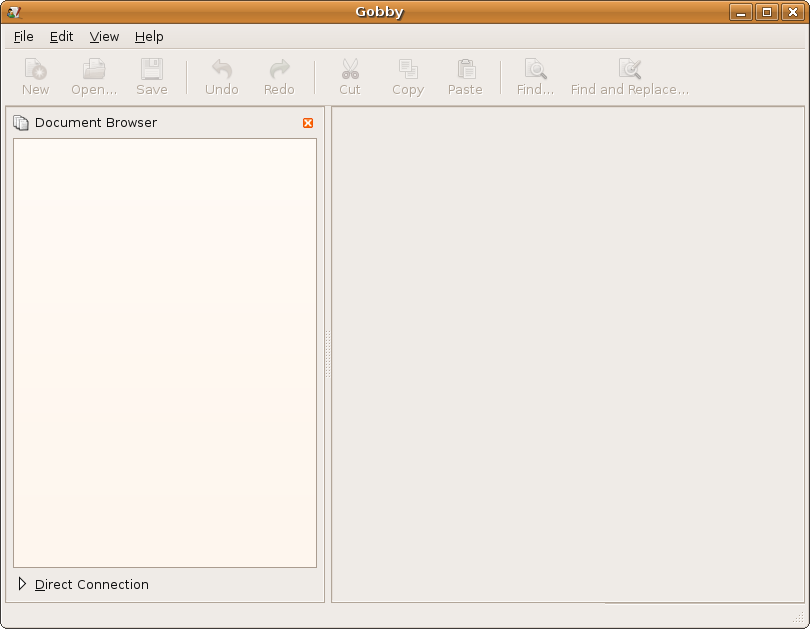 Gobby
File Edit View Help
New Open... Save Undo Redo Cut Copy Paste Find... Find and Replace...
Document Browser
Direct Connection